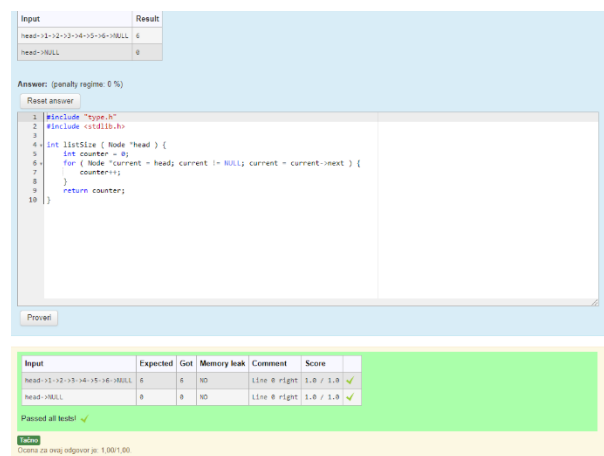 Input Result
head->1->2->3->4->5->6->NULL 6
head->NULL 0
Answer: (penalty regime: 0 %)
Reset answer
1 #include "type.h"
2 #include <stdlib.h>
3
4 int listSize ( Node *head ) {
5 int counter = 0;
6 for ( Node *current = head; current != NULL; current = current->next ) {
7 counter++;
8 }
9 return counter;
10 }
Proveri
Input Expected Got Memory leak Comment Score
head->1->2->3->4->5->6->NULL 6 6 NO Line 0 right 1.0 / 1.0
head->NULL 0 0 NO Line 0 right 1.0 / 1.0
Passed all tests!
Tačno
Ocena za ovaj odgovor je: 1,00/1,00.